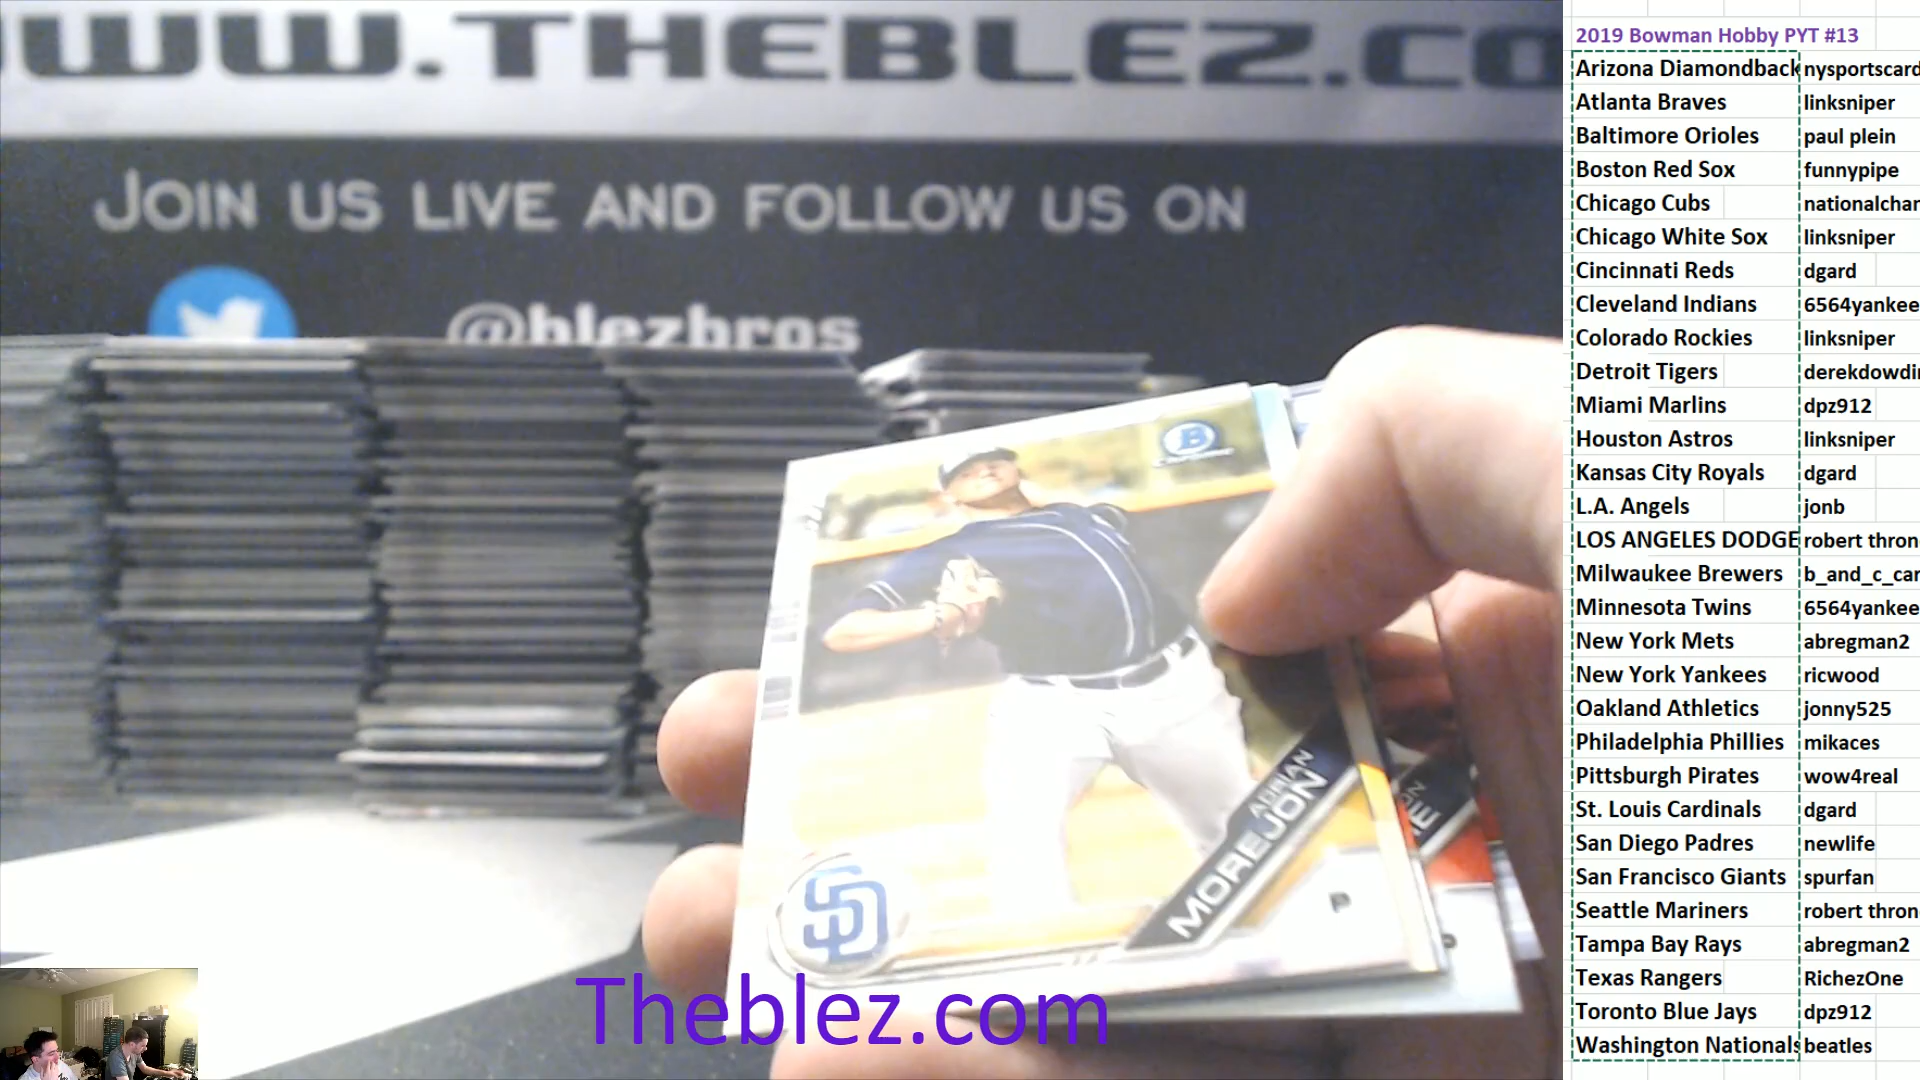 WW.THEBLEZ.CO
JOIN US LIVE AND FOLLOW US ON
@blezbros
B
ADRIAN
MOREJON
P
SD
Theblez.com
2019 Bowman Hobby PYT #13
Arizona Diamondback nysportscard
Atlanta Braves linksniper
Baltimore Orioles paul plein
Boston Red Sox funnypipe
Chicago Cubs nationalchar
Chicago White Sox linksniper
Cincinnati Reds dgard
Cleveland Indians 6564yankee
Colorado Rockies linksniper
Detroit Tigers derekdowdi
Miami Marlins dpz912
Houston Astros linksniper
Kansas City Royals dgard
L.A. Angels jonb
LOS ANGELES DODGE robert thron
Milwaukee Brewers b_and_c_car
Minnesota Twins 6564yankee
New York Mets abregman2
New York Yankees ricwood
Oakland Athletics jonny525
Philadelphia Phillies mikaces
Pittsburgh Pirates wow4real
St. Louis Cardinals dgard
San Diego Padres newlife
San Francisco Giants spurfan
Seattle Mariners robert thron
Tampa Bay Rays abregman2
Texas Rangers RichezOne
Toronto Blue Jays dpz912
Washington Nationals beatles